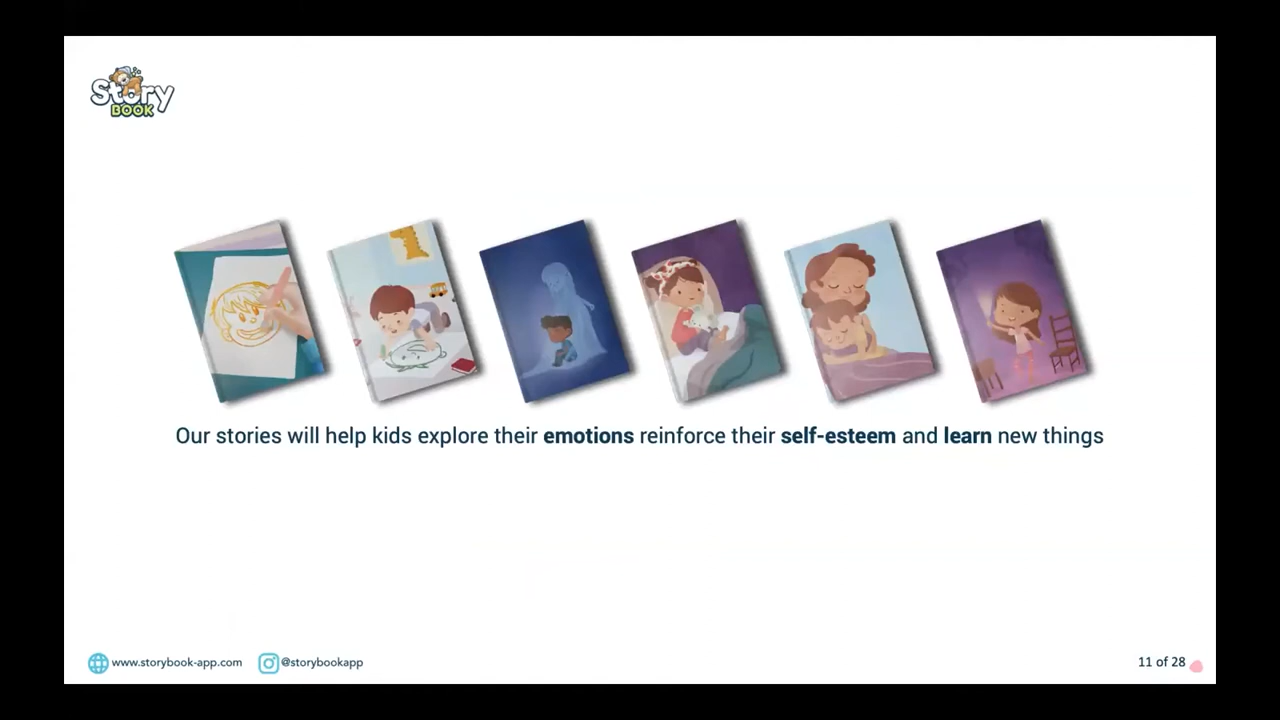 Story
BOOK
Our stories will help kids explore their emotions reinforce their self-esteem and learn new things
www.storybook-app.com
@storybookapp
11 of 28